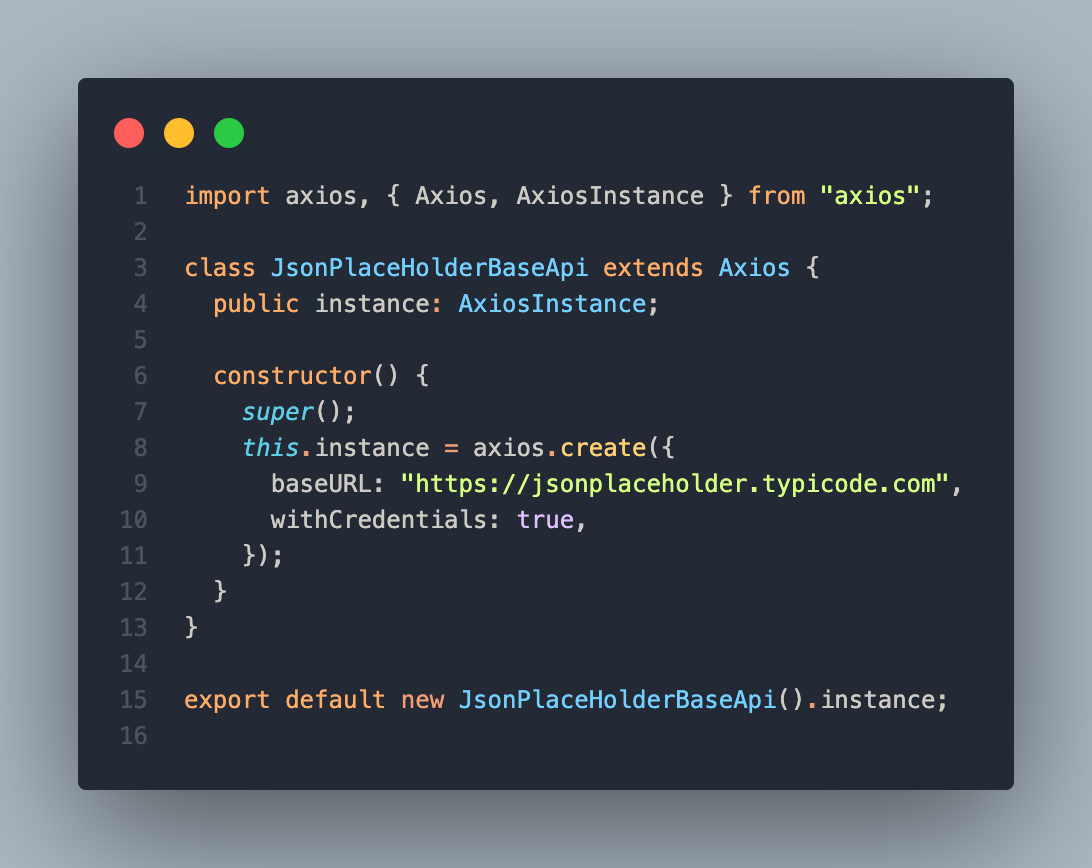 1 import axios, { Axios, AxiosInstance } from "axios";
2
3 class JsonPlaceHolderBaseApi extends Axios {
4   public instance: AxiosInstance;
5
6   constructor() {
7     super();
8     this.instance = axios.create({
9       baseURL: "https://jsonplaceholder.typicode.com",
10       withCredentials: true,
11     });
12   }
13 }
14
15 export default new JsonPlaceHolderBaseApi().instance;
16